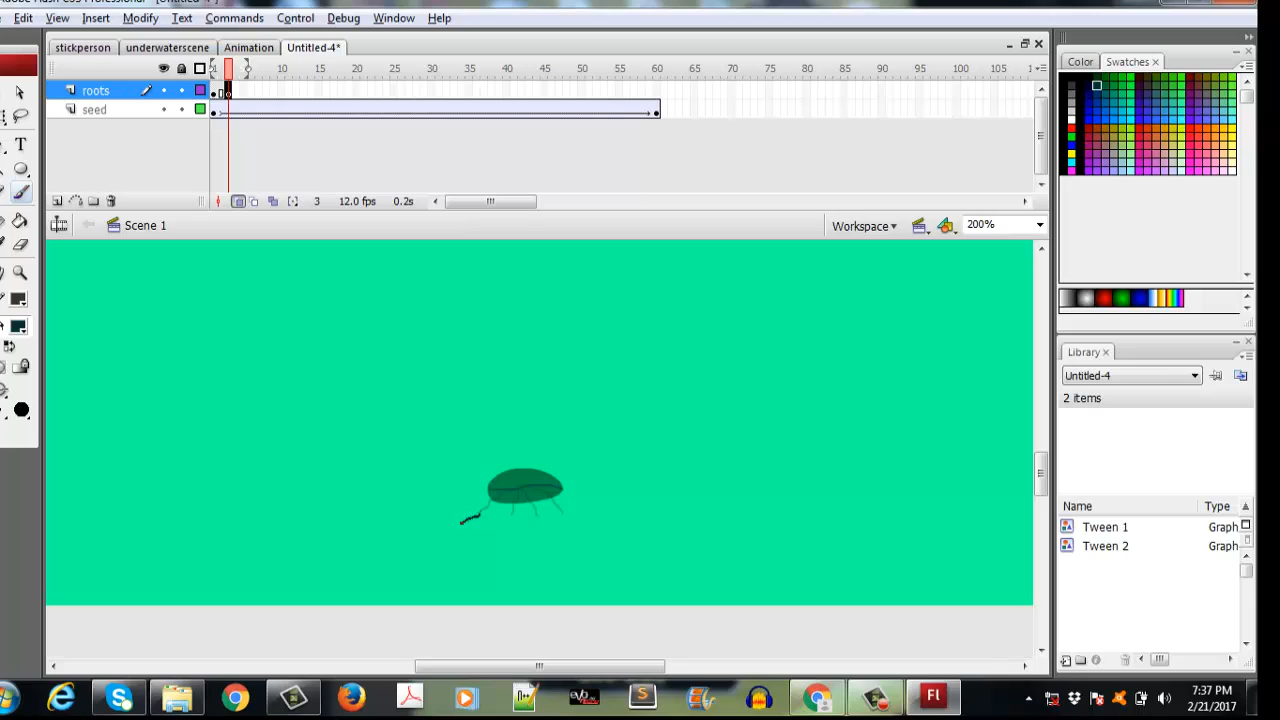 Edit View Insert Modify Text Commands Control Debug Window Help
stickperson underwaterscene Animation Untitled-4*
10 15 20 25 30 35 40 45 50 55 60 65 70 75 80 85 90 95 100 105
roots
seed
3 12.0 fps 0.2s
Scene 1 Workspace 200%
Color Swatches
Library
Untitled-4
2 items
Name Type
Tween 1 Graph
Tween 2 Graph
7:37 PM
2/21/2017
Fl
evo
S